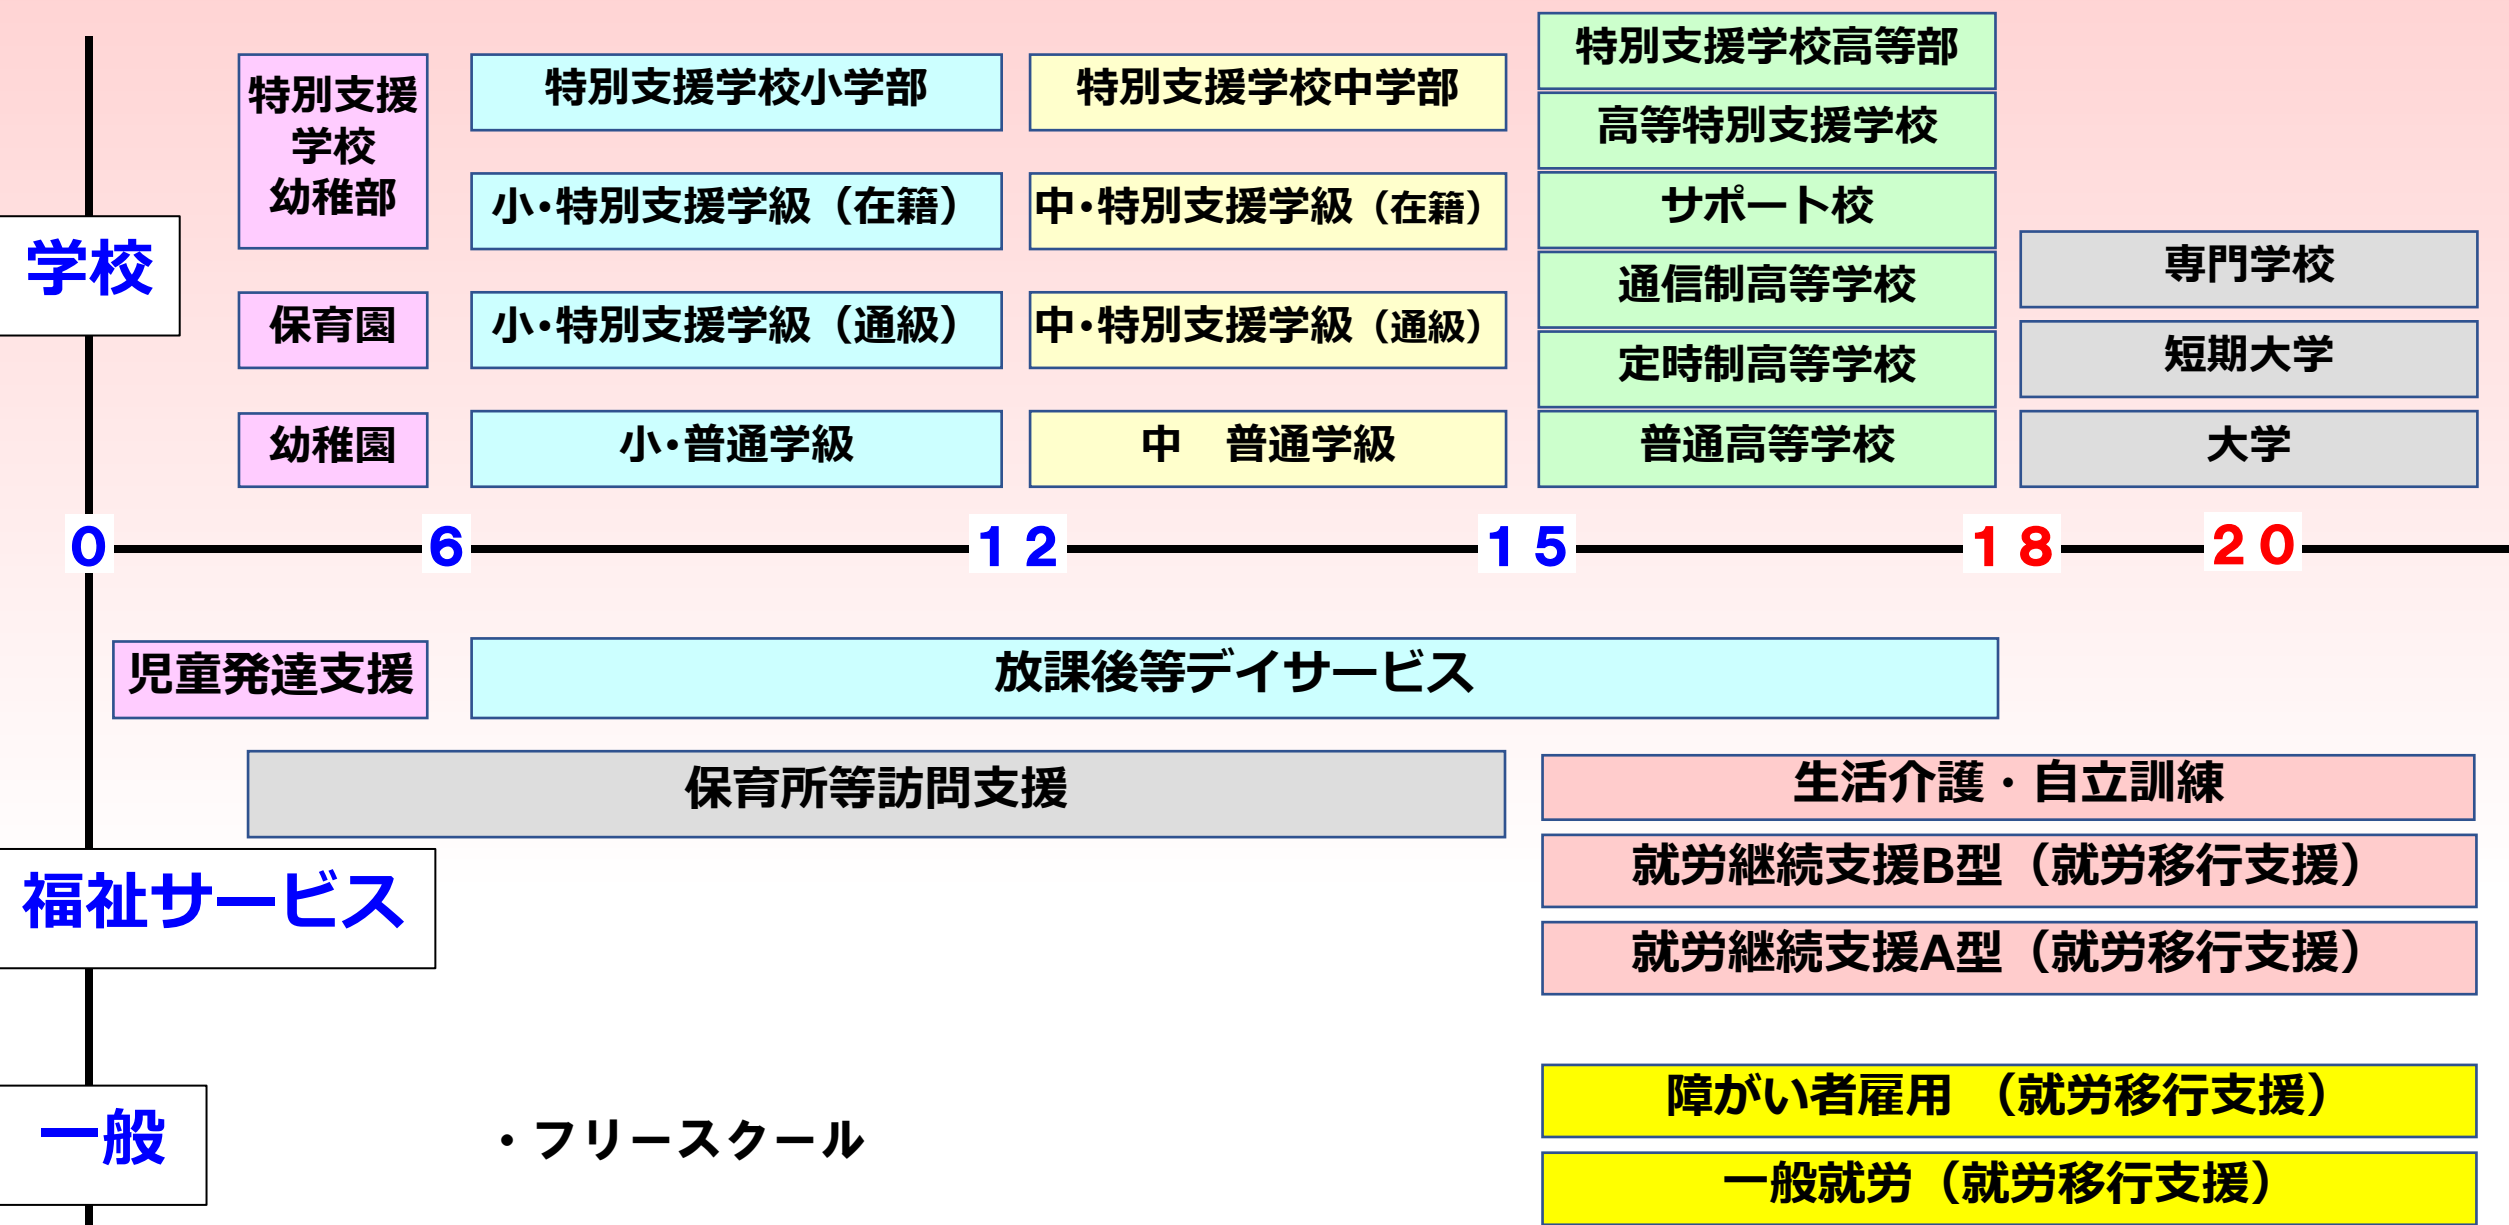 特別支援
学校
幼稚部
特別支援学校小学部
特別支援学校中学部
特別支援学校高等部
高等特別支援学校
小・特別支援学級（在籍）
中・特別支援学級（在籍）
サポート校
学校
専門学校
通信制高等学校
保育園
小・特別支援学級（通級）
中・特別支援学級（通級）
定時制高等学校
短期大学
幼稚園
小・普通学級
中　普通学級
普通高等学校
大学
０
６
１２
１５
１８
２０
児童発達支援
放課後等デイサービス
保育所等訪問支援
生活介護・自立訓練
就労継続支援B型（就労移行支援）
福祉サービス
就労継続支援A型（就労移行支援）
一般
・フリースクール
障がい者雇用 （就労移行支援）
一般就労（就労移行支援）